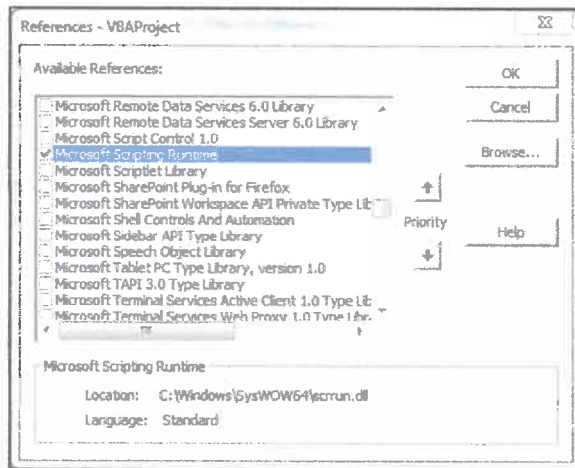 References - VBAProject
Available References:
Microsoft Remote Data Services 6.0 Library
Microsoft Remote Data Services Server 6.0 Library
Microsoft Script Control 1.0
Microsoft Scripting Runtime
Microsoft Scriptlet Library
Microsoft SharePoint Plug-in for Firefox
Microsoft SharePoint Workspace API Private Type Lib
Microsoft Shell Controls And Automation
Microsoft Sidebar API Type Library
Microsoft Speech Object Library
Microsoft Tablet PC Type Library, version 1.0
Microsoft TAPI 3.0 Type Library
Microsoft Terminal Services Active Client 1.0 Type Lib
Microsoft Terminal Services Web Proxy 1.0 Type Libr
OK
Cancel
Browse...
Priority
Help
Microsoft Scripting Runtime
Location: C:\Windows\SysWOW64\scrrun.dll
Language: Standard